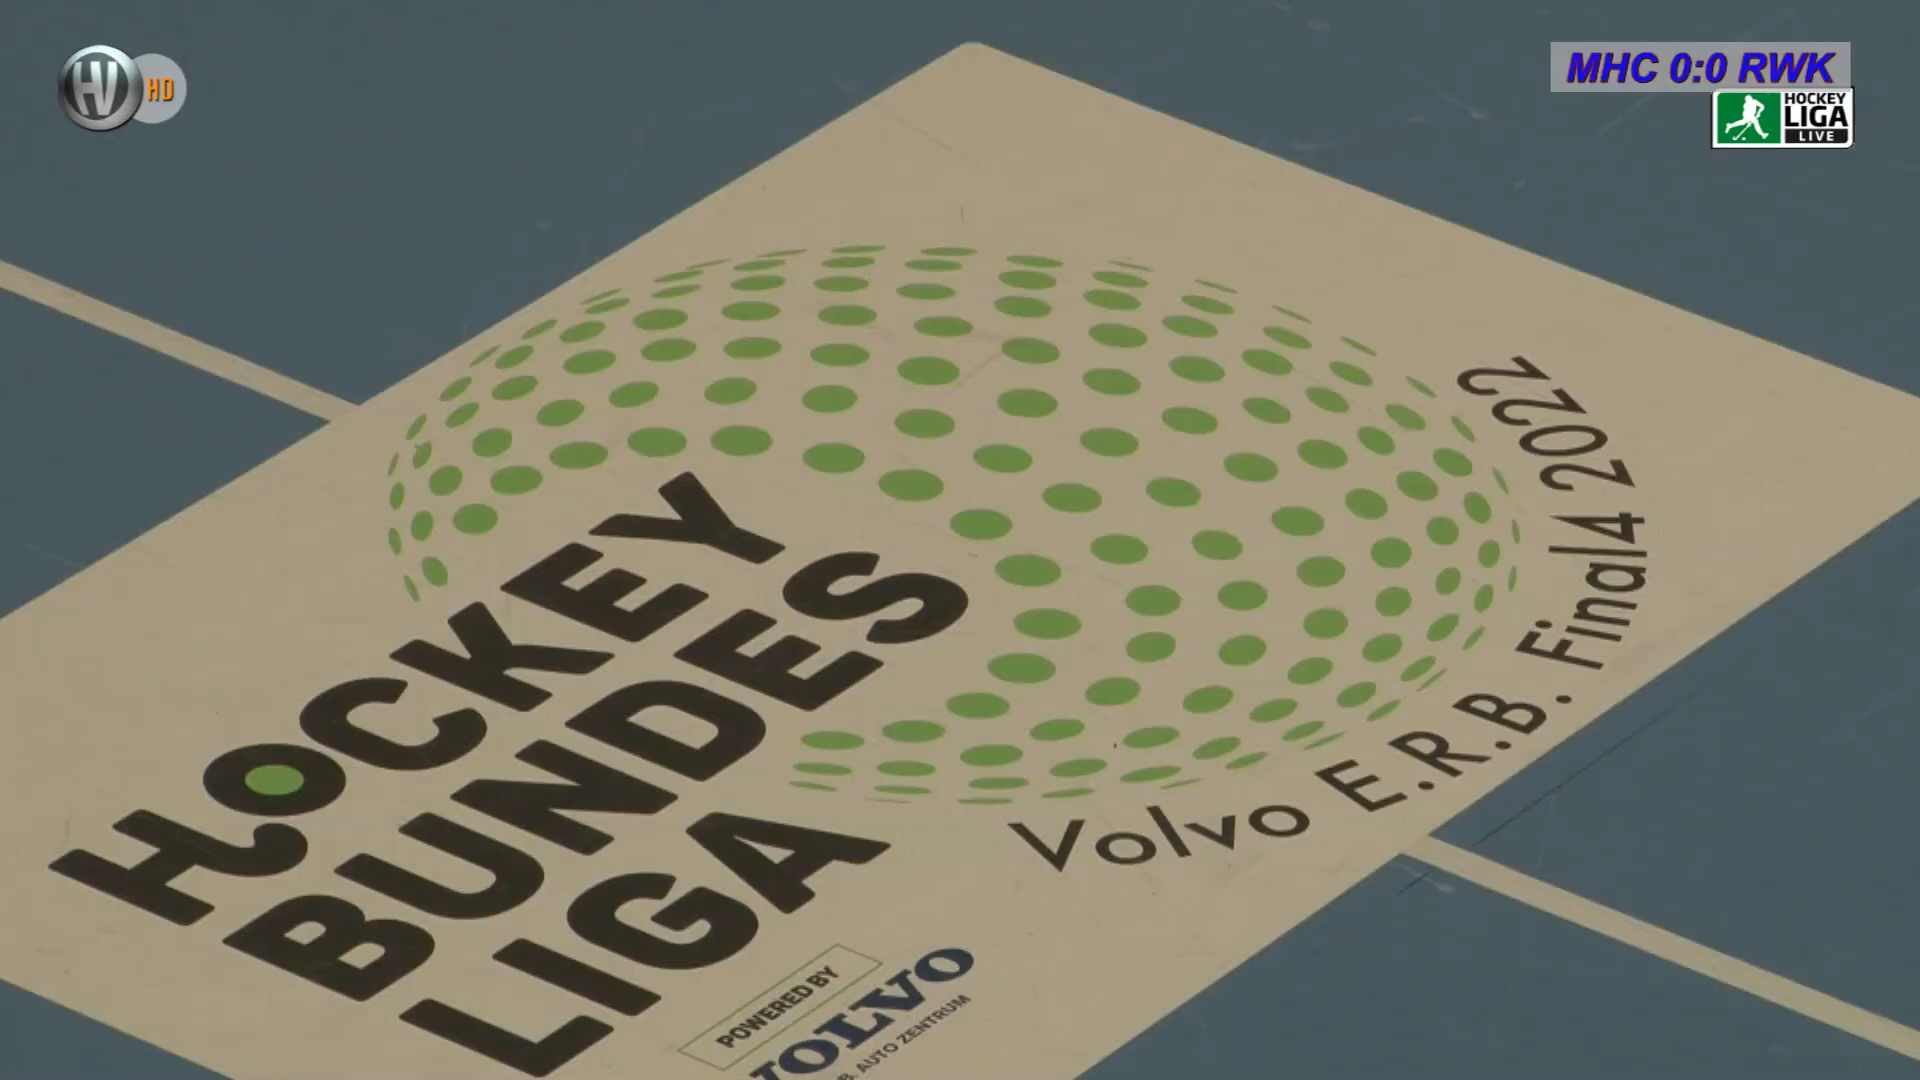 HV HD
MHC 0:0 RWK
HOCKEY
LIGA
LIVE
HOCKEY
BUNDES
LIGA
Volvo E.R.B. Final4 2022
POWERED BY
VOLVO
B. AUTO ZENTRUM